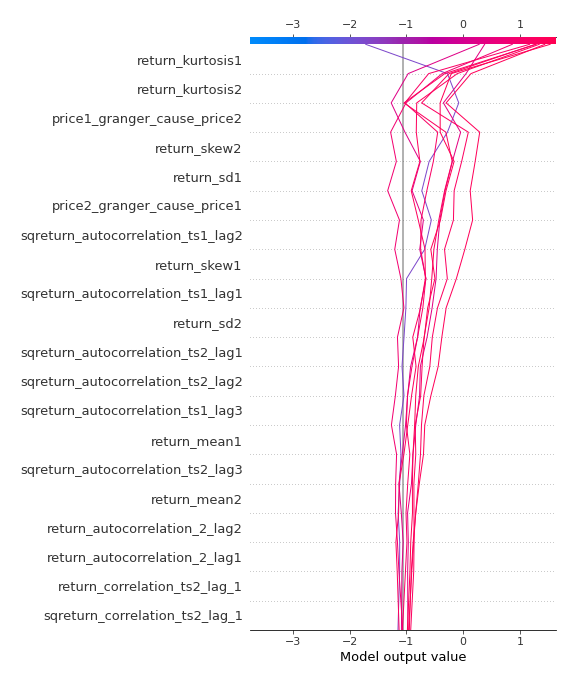 −3 −2 −1 0 1
return_kurtosis1
return_kurtosis2
price1_granger_cause_price2
return_skew2
return_sd1
price2_granger_cause_price1
sqreturn_autocorrelation_ts1_lag2
return_skew1
sqreturn_autocorrelation_ts1_lag1
return_sd2
sqreturn_autocorrelation_ts2_lag1
sqreturn_autocorrelation_ts2_lag2
sqreturn_autocorrelation_ts1_lag3
return_mean1
sqreturn_autocorrelation_ts2_lag3
return_mean2
return_autocorrelation_2_lag2
return_autocorrelation_2_lag1
return_correlation_ts2_lag_1
sqreturn_correlation_ts2_lag_1
−3 −2 −1 0 1
Model output value